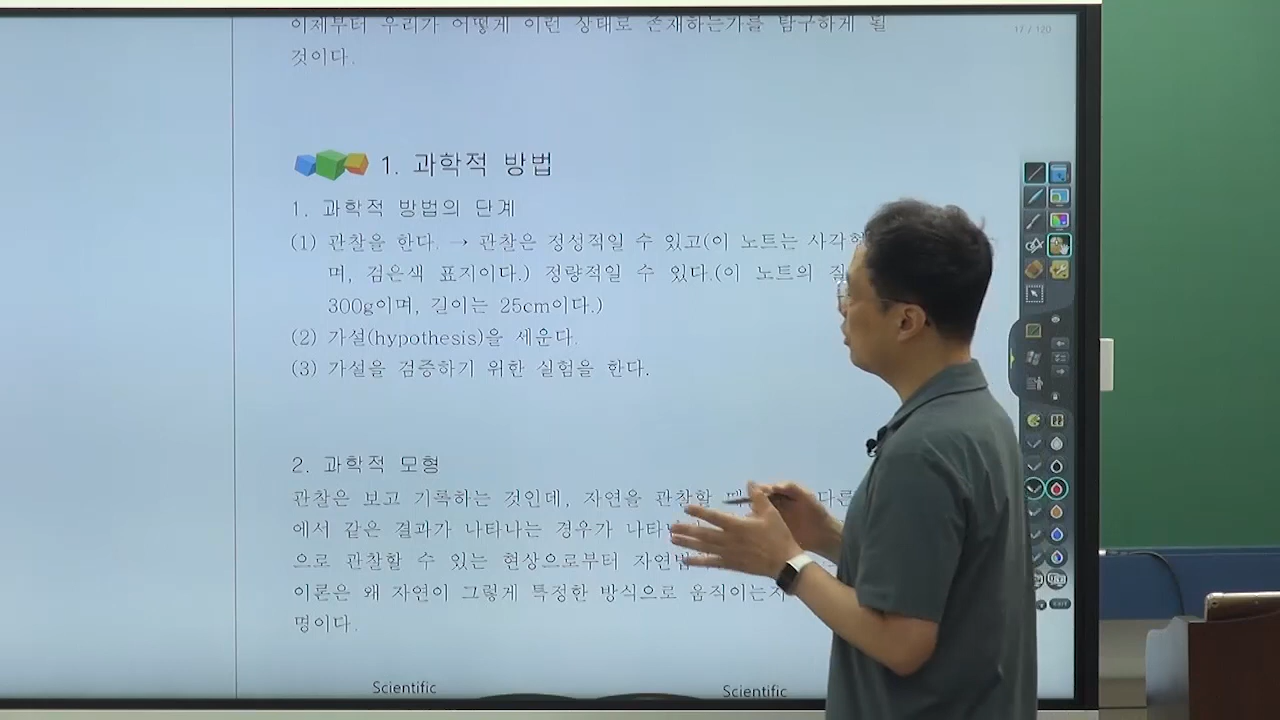 이제부터 우리가 어떻게 이런 상태로 존재하는가를 탐구하게 될
것이다.
17 / 120
1. 과학적 방법
1. 과학적 방법의 단계
(1) 관찰을 한다. → 관찰은 정성적일 수 있고(이 노트는
며, 검은색 표지이다.) 정량적일 수 있다.(이 노트의
300g이며, 길이는 25cm이다.)
(2) 가설(hypothesis)을 세운다.
(3) 가설을 검증하기 위한 실험을 한다.
2. 과학적 모형
관찰은 보고 기록하는 것인데, 자연을 관찰할
에서 같은 결과가 나타나는 경우가
으로 관찰할 수 있는 현상으로부터
이론은 왜 자연이 그렇게 특정한 방식으로 움직이는지
명이다.
Scientific Scientific